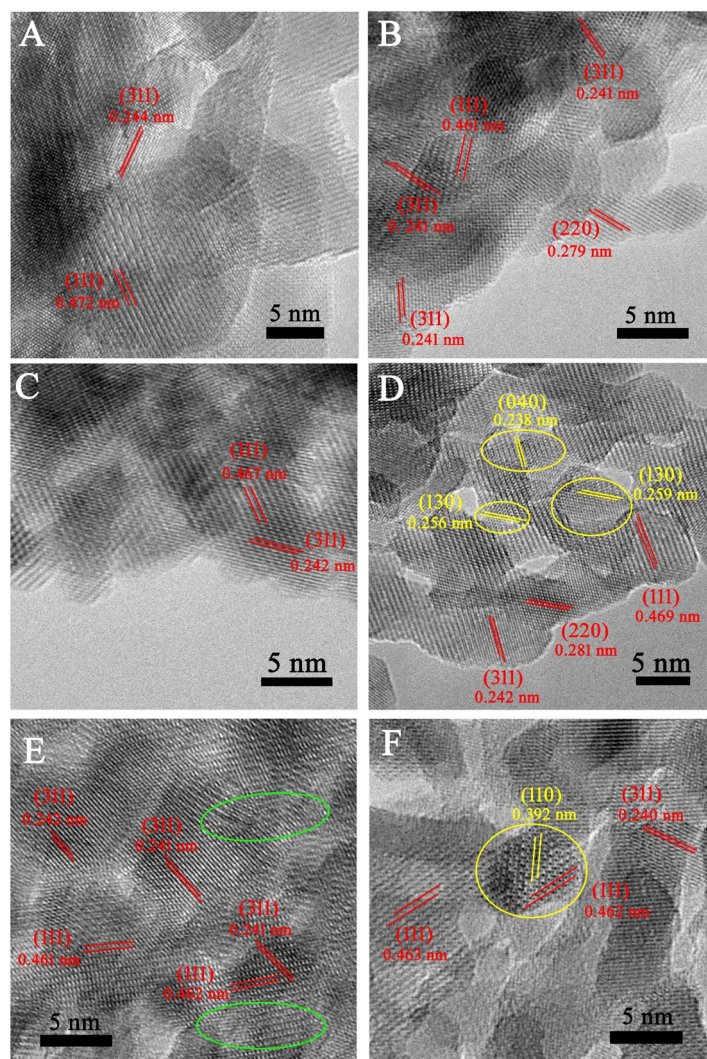 A
(311)
0.244 nm
(111)
0.472 nm
5 nm
B
(311)
0.241 nm
(111)
0.461 nm
(311)
0.241 nm
(220)
0.279 nm
(311)
0.241 nm
5 nm
C
(111)
0.467 nm
(311)
0.242 nm
5 nm
D
(040)
0.238 nm
(130)
0.259 nm
(130)
0.256 nm
(111)
0.469 nm
(220)
0.281 nm
(311)
0.242 nm
5 nm
E
(311)
0.242 nm
(311)
0.241 nm
(311)
0.241 nm
(111)
0.461 nm
(111)
0.462 nm
5 nm
F
(110)
0.392 nm
(311)
0.240 nm
(111)
0.462 nm
(111)
0.463 nm
5 nm